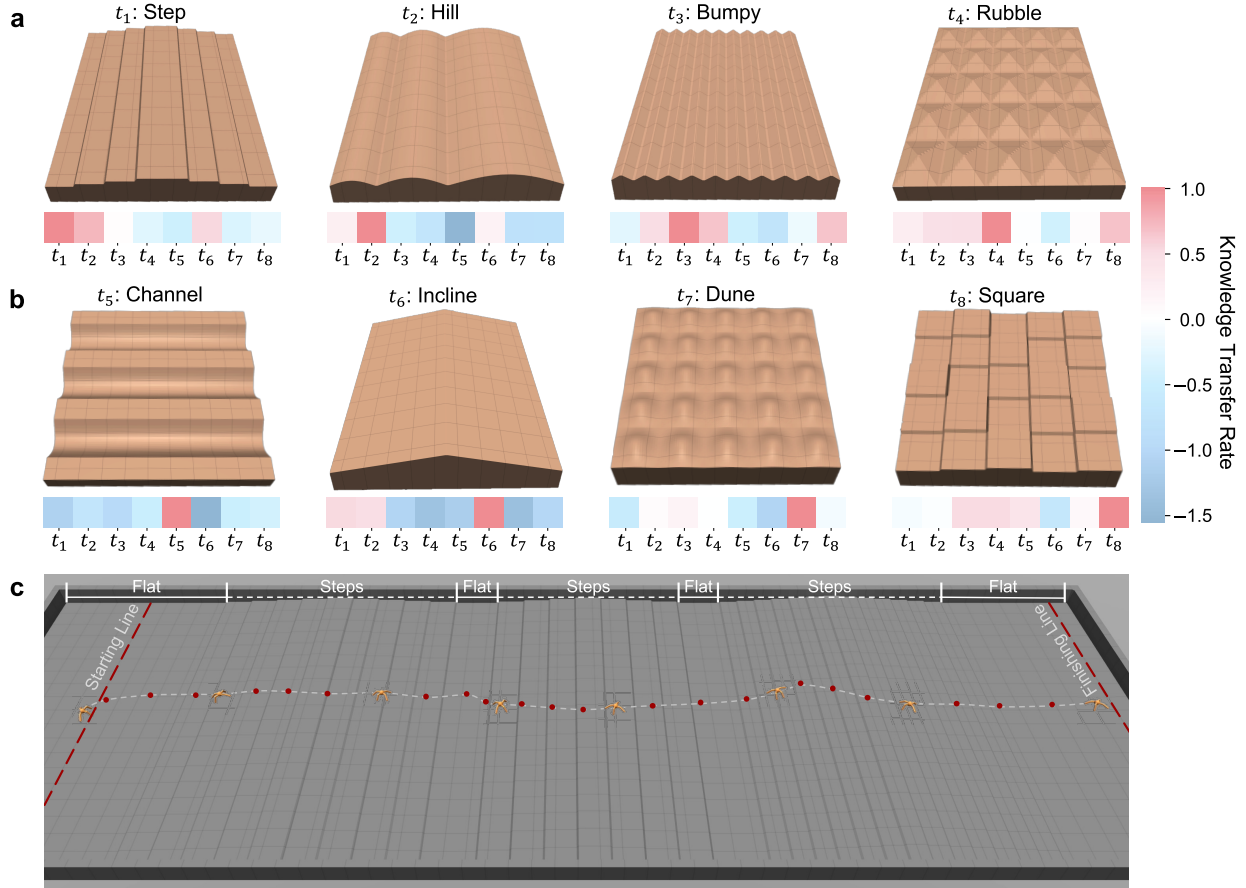 a
t₁: Step
t₂: Hill
t₃: Bumpy
t₄: Rubble
t₁ t₂ t₃ t₄ t₅ t₆ t₇ t₈
t₁ t₂ t₃ t₄ t₅ t₆ t₇ t₈
t₁ t₂ t₃ t₄ t₅ t₆ t₇ t₈
t₁ t₂ t₃ t₄ t₅ t₆ t₇ t₈
b
t₅: Channel
t₆: Incline
t₇: Dune
t₈: Square
t₁ t₂ t₃ t₄ t₅ t₆ t₇ t₈
t₁ t₂ t₃ t₄ t₅ t₆ t₇ t₈
t₁ t₂ t₃ t₄ t₅ t₆ t₇ t₈
t₁ t₂ t₃ t₄ t₅ t₆ t₇ t₈
1.0
0.5
0.0
−0.5
−1.0
−1.5
Knowledge Transfer Rate
c
Flat
Steps
Flat
Steps
Flat
Steps
Flat
Starting Line
Finishing Line